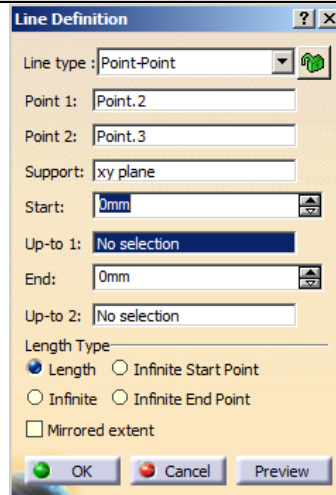 Line Definition ? X
Line type : Point-Point
Point 1: Point.2
Point 2: Point.3
Support: xy plane
Start: 0mm
Up-to 1: No selection
End: 0mm
Up-to 2: No selection
Length Type
Length Infinite Start Point
Infinite Infinite End Point
Mirrored extent
OK Cancel Preview